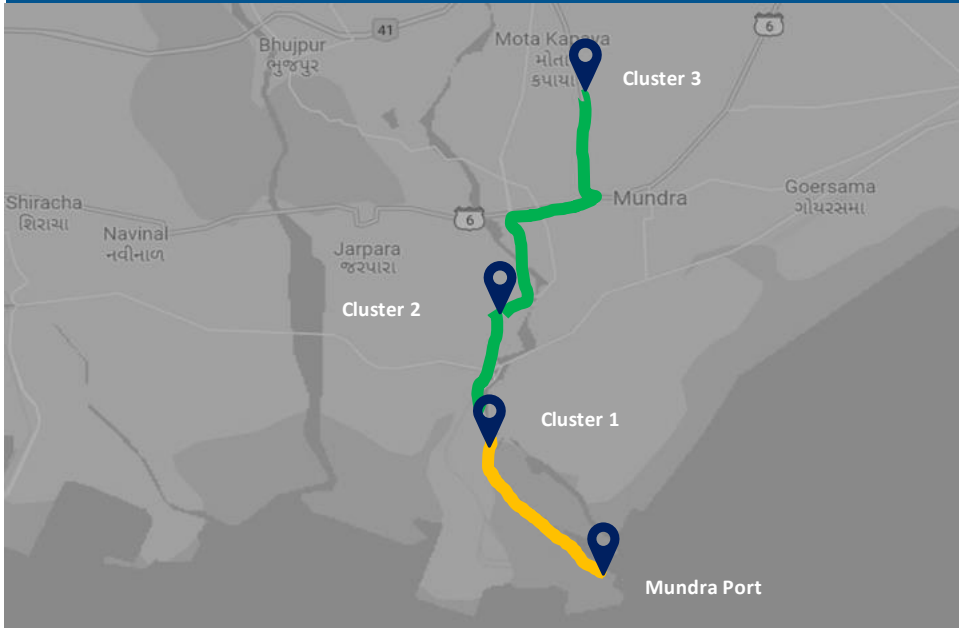 41
6
Bhujpur
ભુજપુર
Mota Kapaya
મોતા
કપાયા
Cluster 3
Shiracha
શિરાચા
Navinal
નવીનાળ
6
Mundra
Goersama
ગોયરસમા
Jarpara
જરપારા
Cluster 2
Cluster 1
Mundra Port